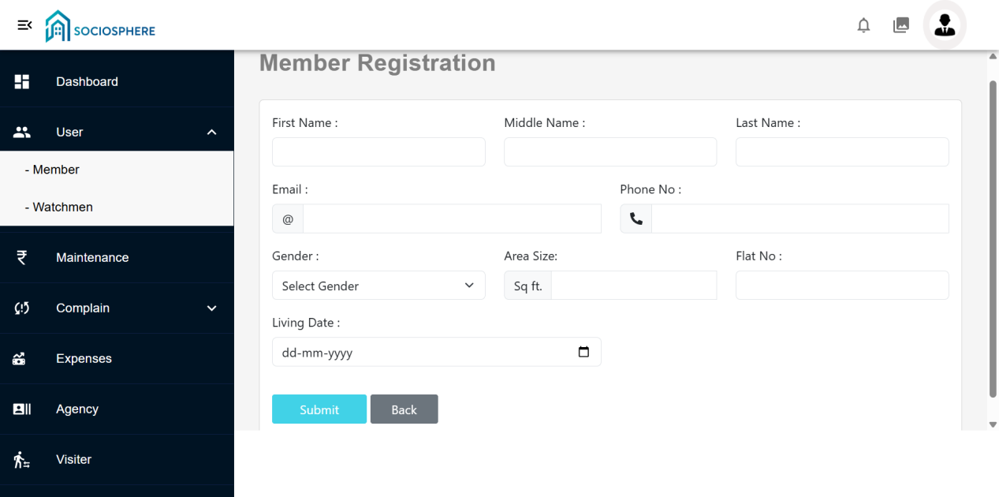 SOCIOSPHERE
Dashboard
User
- Member
- Watchmen
Maintenance
Complain
Expenses
Agency
Visiter
Member Registration
First Name :
Middle Name :
Last Name :
Email :
Phone No :
@
Gender :
Area Size:
Flat No :
Select Gender
Sq ft.
Living Date :
dd-mm-yyyy
Submit
Back